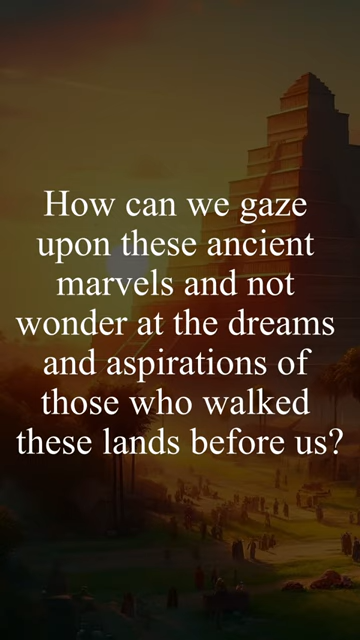 How can we gaze
upon these ancient
marvels and not
wonder at the dreams
and aspirations of
those who walked
these lands before us?